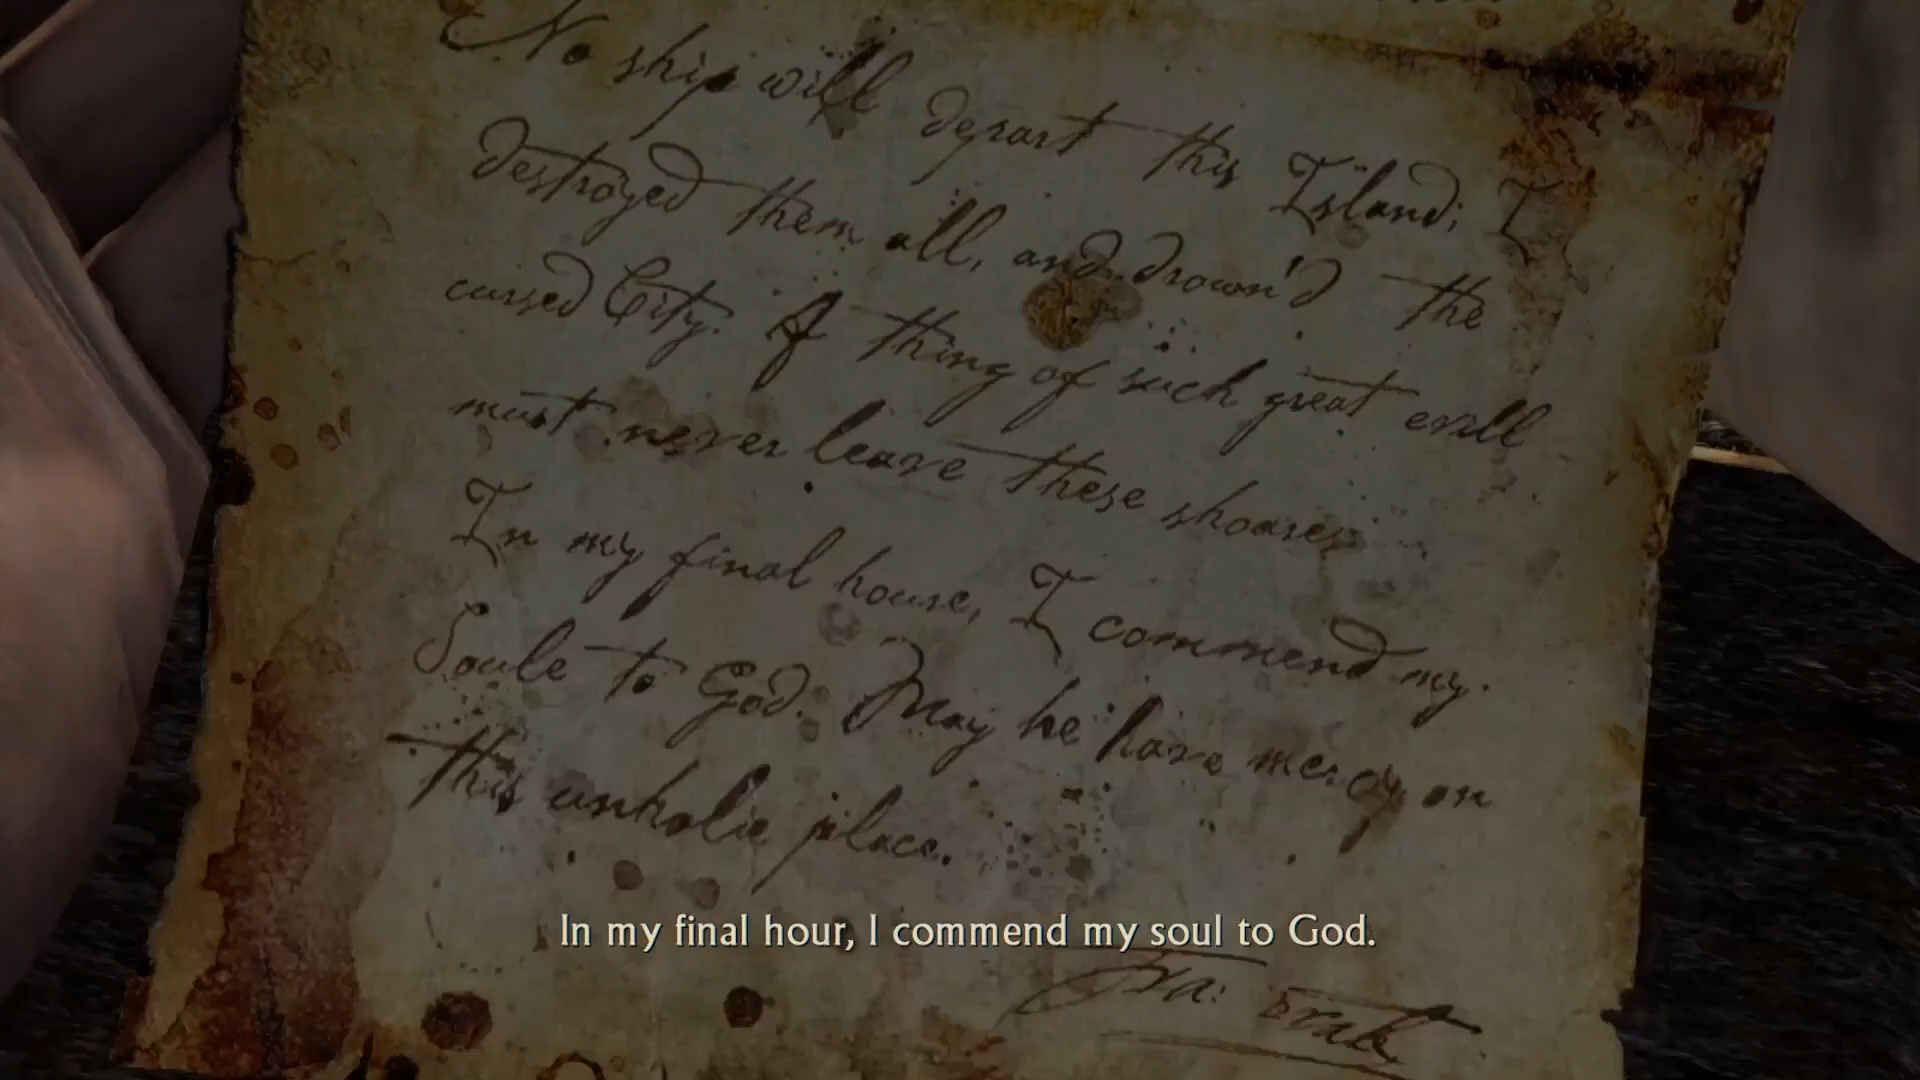 No ship will depart this Island; I
destroyed them all, and drown'd the
cursed City. A thing of such great evill
must never leave these shoares
In my final houre, I commend my
Soule to God. May he have mercy on
this unholie place.
In my final hour, I commend my soul to God.
Fra: Drak